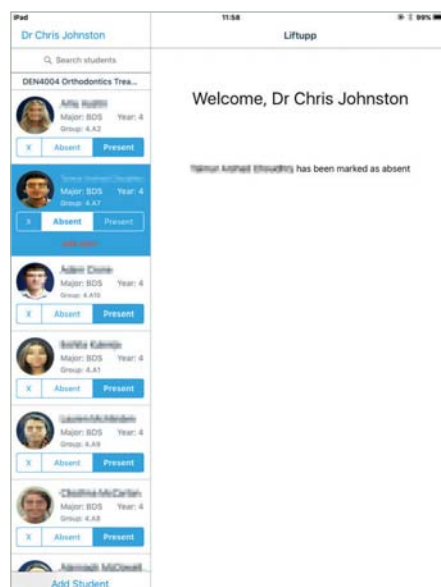 iPad
11:58
99%
Dr Chris Johnston
Liftupp
Search students
DEN4004 Orthodontics Trea...
Major: BDS Year: 4
Group: 4.A2
X Absent Present
Major: BDS Year: 4
Group: 4.A7
X Absent Present
Major: BDS Year: 4
Group: 4.A10
X Absent Present
Major: BDS Year: 4
Group: 4.A1
X Absent Present
Major: BDS Year: 4
Group: 4.A9
X Absent Present
Major: BDS Year: 4
Group: 4.A8
X Absent Present
Add Student
Welcome, Dr Chris Johnston
has been marked as absent